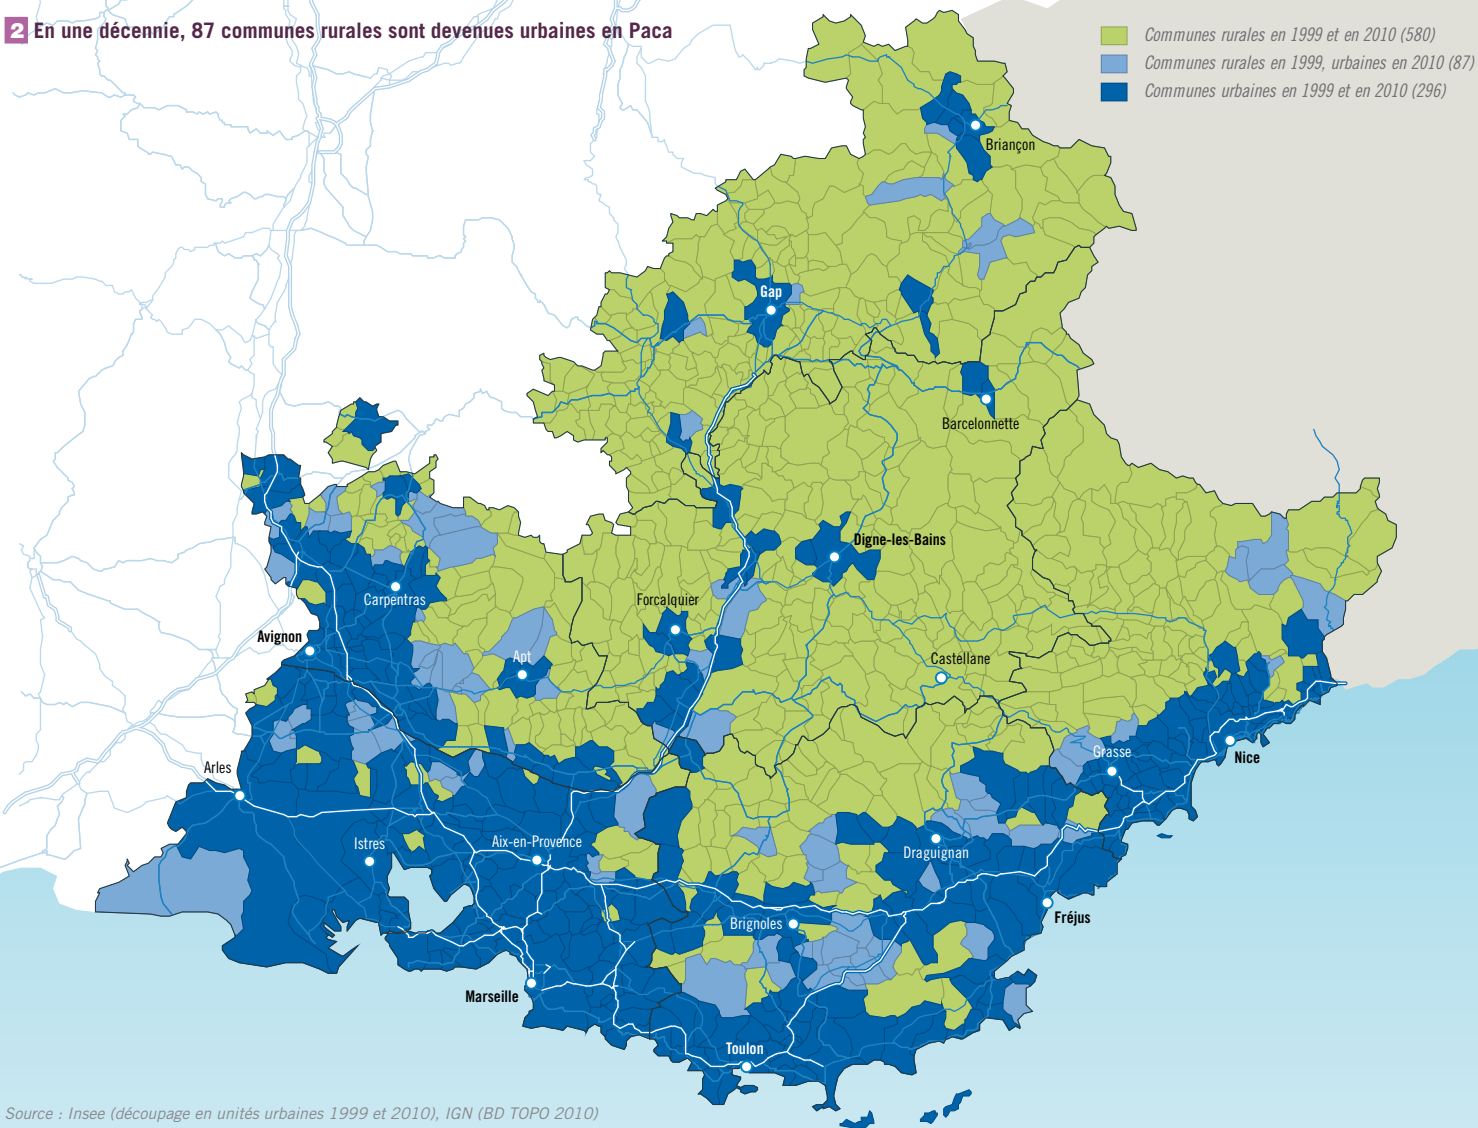 2 En une décennie, 87 communes rurales sont devenues urbaines en Paca
Communes rurales en 1999 et en 2010 (580)
Communes rurales en 1999, urbaines en 2010 (87)
Communes urbaines en 1999 et en 2010 (296)
Briançon
Gap
Barcelonnette
Digne-les-Bains
Carpentras
Forcalquier
Avignon
Apt
Castellane
Grasse
Nice
Arles
Istres
Aix-en-Provence
Draguignan
Fréjus
Brignoles
Marseille
Toulon
Source : Insee (découpage en unités urbaines 1999 et 2010), IGN (BD TOPO 2010)